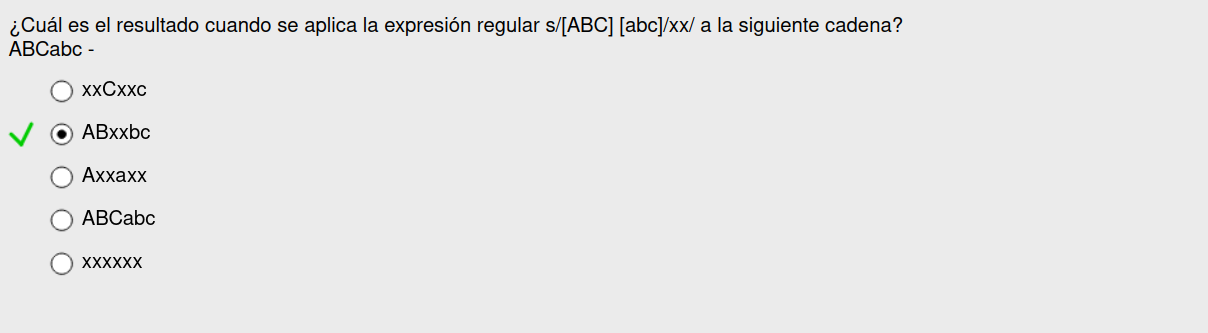 ¿Cuál es el resultado cuando se aplica la expresión regular s/[ABC] [abc]/xx/ a la siguiente cadena?
ABCabc -
xxCxxc
ABxxbc
Axxaxx
ABCabc
xxxxxx